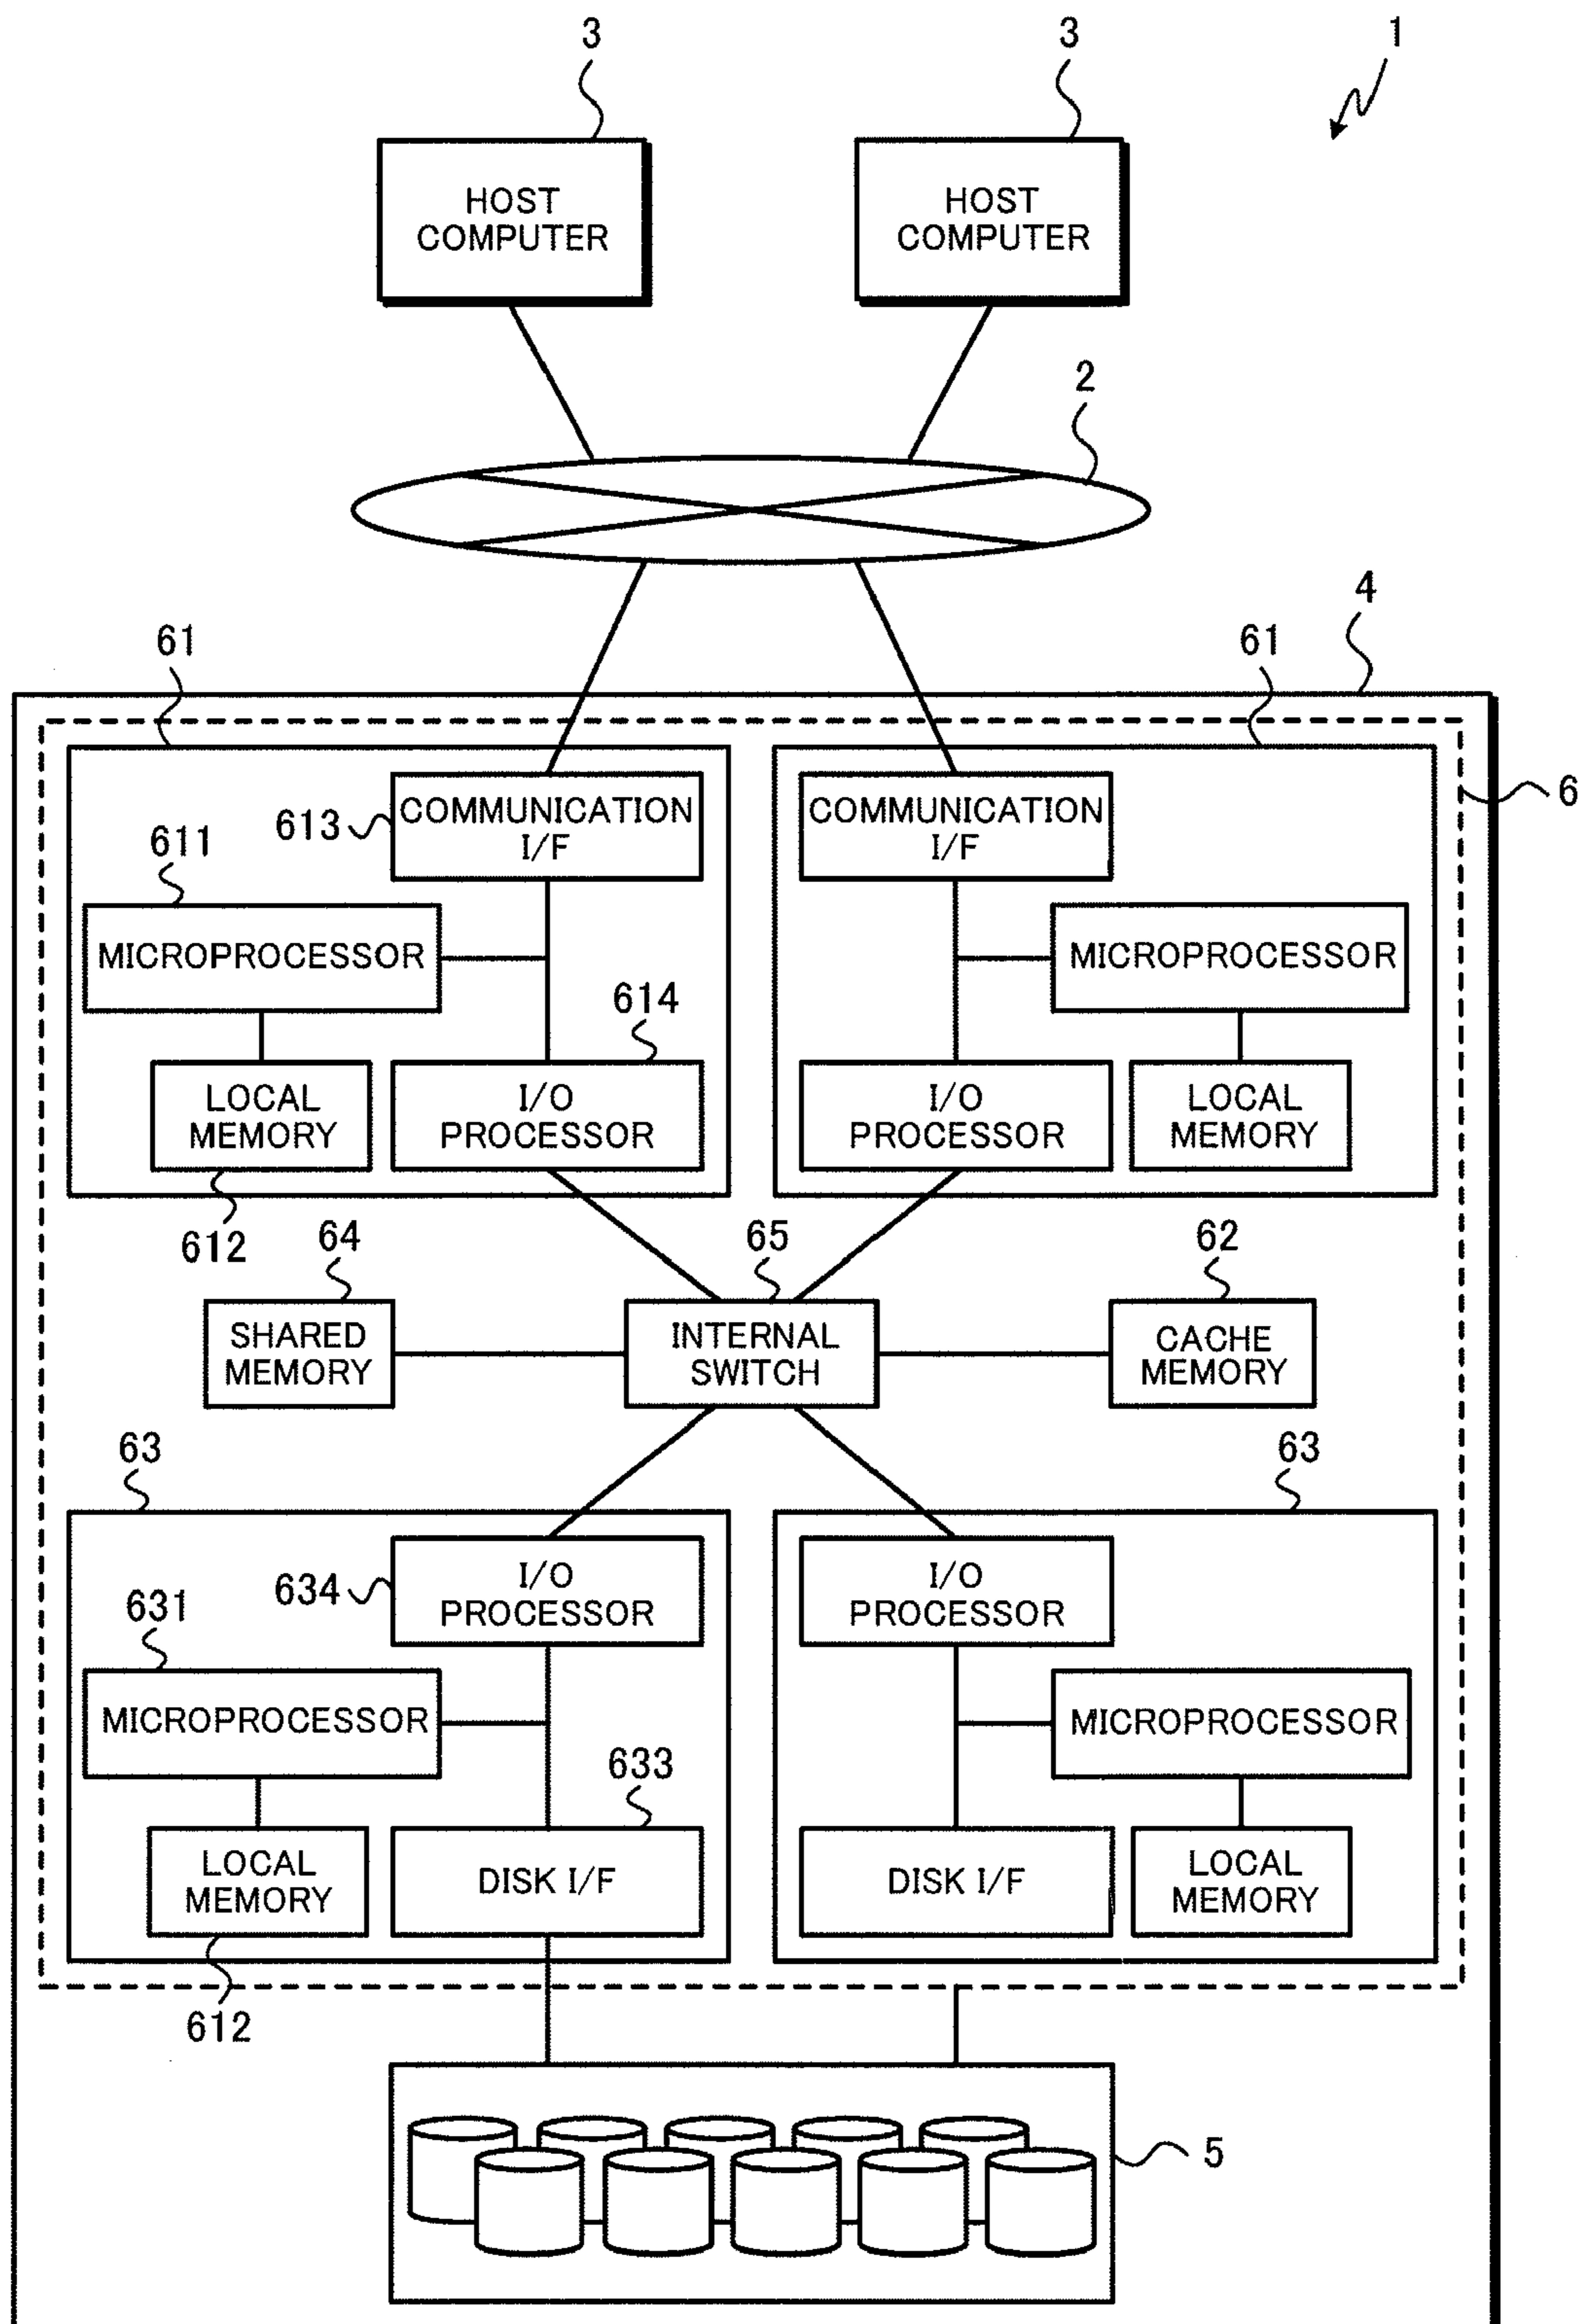 3
3
1
HOST
COMPUTER
HOST
COMPUTER
2
4
61
61
6
COMMUNICATION
I/F
613
COMMUNICATION
I/F
611
MICROPROCESSOR
MICROPROCESSOR
614
LOCAL
MEMORY
I/O
PROCESSOR
I/O
PROCESSOR
LOCAL
MEMORY
612
64
65
62
SHARED
MEMORY
INTERNAL
SWITCH
CACHE
MEMORY
63
63
634
I/O
PROCESSOR
I/O
PROCESSOR
631
MICROPROCESSOR
MICROPROCESSOR
633
LOCAL
MEMORY
DISK I/F
DISK I/F
LOCAL
MEMORY
612
5